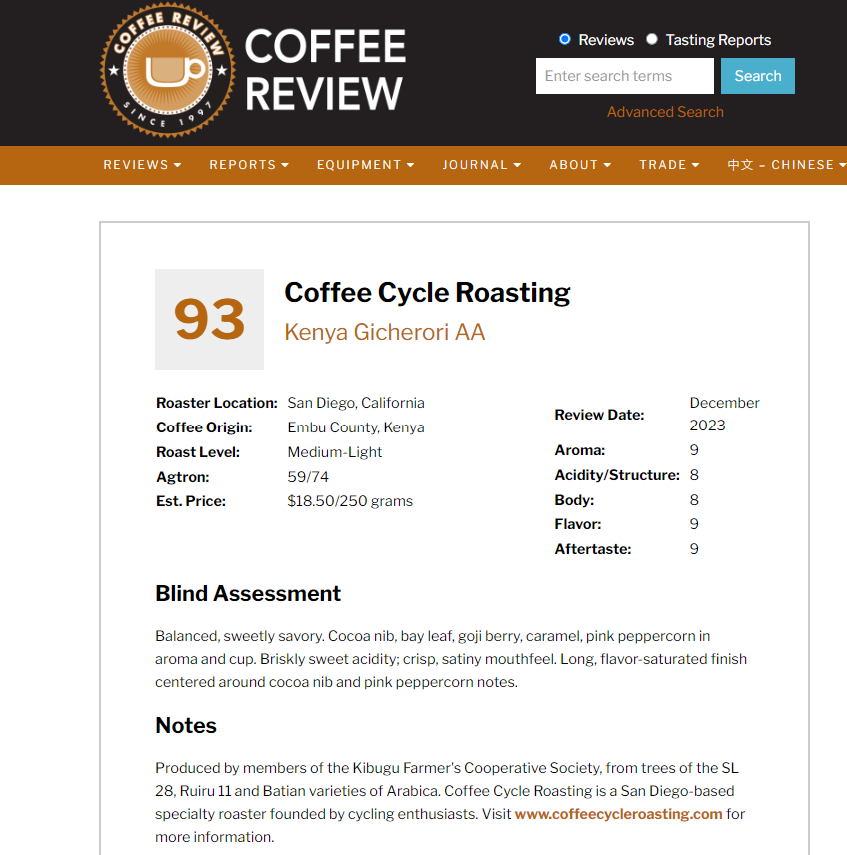 COFFEE REVIEW
SINCE 1997
COFFEE
REVIEW
Reviews Tasting Reports
Enter search terms Search
Advanced Search
REVIEWS REPORTS EQUIPMENT JOURNAL ABOUT TRADE 中文 – CHINESE
93
Coffee Cycle Roasting
Kenya Gicherori AA
Roaster Location: San Diego, California
Coffee Origin: Embu County, Kenya
Roast Level: Medium-Light
Agtron: 59/74
Est. Price: $18.50/250 grams
Review Date: December
2023
Aroma: 9
Acidity/Structure: 8
Body: 8
Flavor: 9
Aftertaste: 9
Blind Assessment
Balanced, sweetly savory. Cocoa nib, bay leaf, goji berry, caramel, pink peppercorn in
aroma and cup. Briskly sweet acidity; crisp, satiny mouthfeel. Long, flavor-saturated finish
centered around cocoa nib and pink peppercorn notes.
Notes
Produced by members of the Kibugu Farmer's Cooperative Society, from trees of the SL
28, Ruiru 11 and Batian varieties of Arabica. Coffee Cycle Roasting is a San Diego-based
specialty roaster founded by cycling enthusiasts. Visit www.coffeecycleroasting.com for
more information.